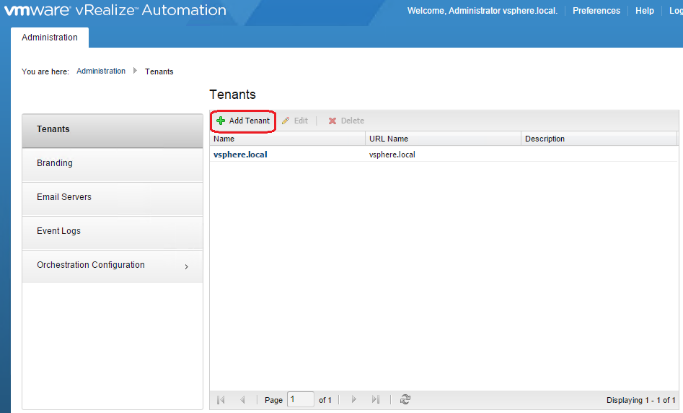 vmware® vRealize™ Automation
Welcome, Administrator vsphere.local. Preferences Help
Administration
You are here: Administration Tenants
Tenants
Tenants
Branding
Email Servers
Event Logs
Orchestration Configuration
Add Tenant Edit Delete
Name URL Name Description
vsphere.local vsphere.local
Page 1 of 1
Displaying 1 - 1 of 1